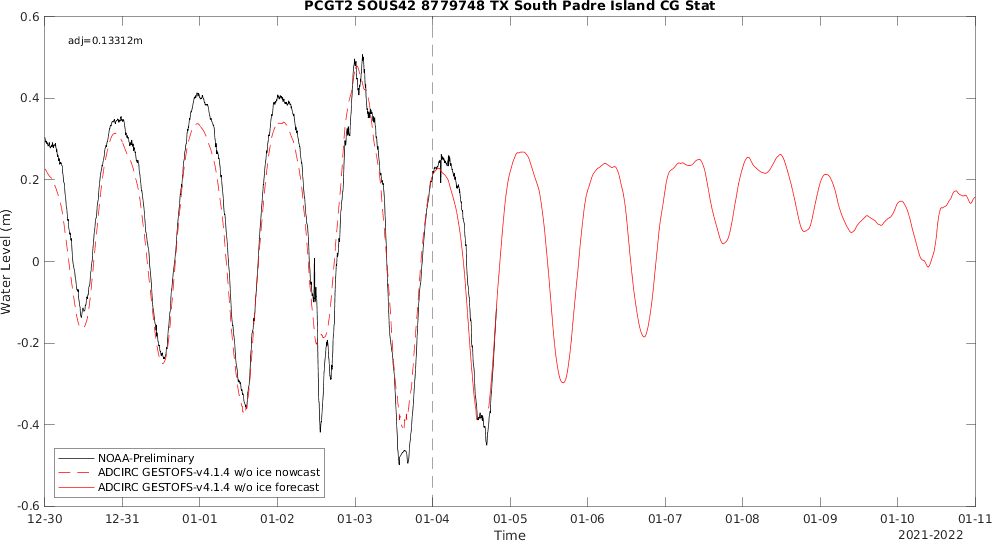 PCGT2 SOUS42 8779748 TX South Padre Island CG Stat
adj=0.13312m
0.6
0.4
0.2
0
-0.2
-0.4
-0.6
Water Level (m)
NOAA-Preliminary
ADCIRC GESTOFS-v4.1.4 w/o ice nowcast
ADCIRC GESTOFS-v4.1.4 w/o ice forecast
12-30 12-31 01-01 01-02 01-03 01-04 01-05 01-06 01-07 01-08 01-09 01-10 01-11
Time
2021-2022